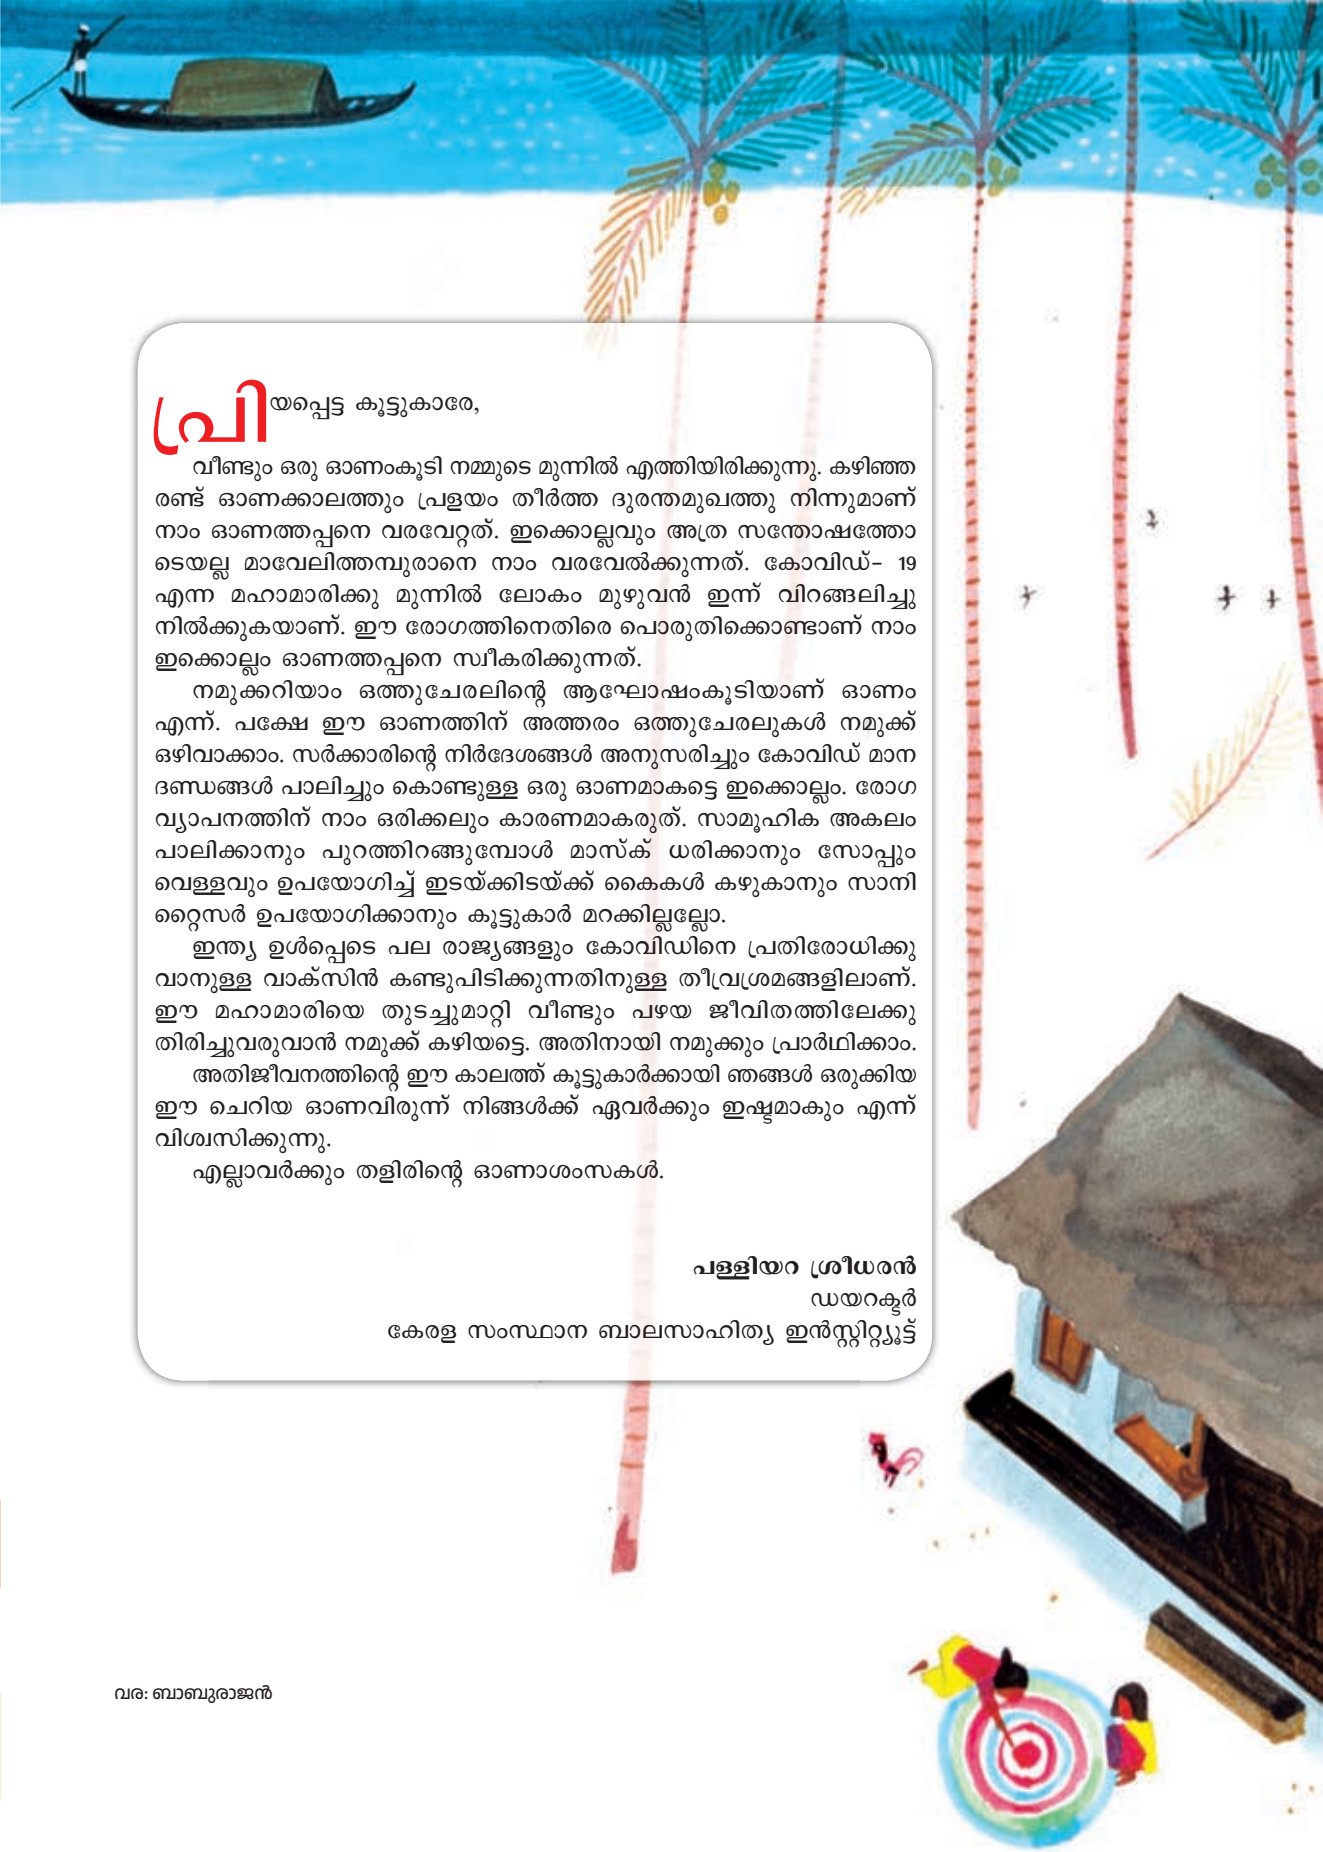 പ്രിയപ്പെട്ട കൂട്ടുകാരേ,
വീണ്ടും ഒരു ഓണംകൂടി നമ്മുടെ മുന്നിൽ എത്തിയിരിക്കുന്നു. കഴിഞ്ഞ
രണ്ട് ഓണക്കാലത്തും പ്രളയം തീർത്ത ദുരന്തമുഖത്തു നിന്നുമാണ്
നാം ഓണത്തപ്പനെ വരവേറ്റത്. ഇക്കൊല്ലവും അത്ര സന്തോഷത്തോ
ടെയല്ല മാവേലിത്തമ്പുരാനെ നാം വരവേൽക്കുന്നത്. കോവിഡ്- 19
എന്ന മഹാമാരിക്കു മുന്നിൽ ലോകം മുഴുവൻ ഇന്ന് വിറങ്ങലിച്ചു
നിൽക്കുകയാണ്. ഈ രോഗത്തിനെതിരെ പൊരുതിക്കൊണ്ടാണ് നാം
ഇക്കൊല്ലം ഓണത്തപ്പനെ സ്വീകരിക്കുന്നത്.
നമുക്കറിയാം ഒത്തുചേരലിന്റെ ആഘോഷംകൂടിയാണ് ഓണം
എന്ന്. പക്ഷേ ഈ ഓണത്തിന് അത്തരം ഒത്തുചേരലുകൾ നമുക്ക്
ഒഴിവാക്കാം. സർക്കാരിന്റെ നിർദേശങ്ങൾ അനുസരിച്ചും കോവിഡ് മാന
ദണ്ഡങ്ങൾ പാലിച്ചും കൊണ്ടുള്ള ഒരു ഓണമാകട്ടെ ഇക്കൊല്ലം. രോഗ
വ്യാപനത്തിന് നാം ഒരിക്കലും കാരണമാകരുത്. സാമൂഹിക അകലം
പാലിക്കാനും പുറത്തിറങ്ങുമ്പോൾ മാസ്ക് ധരിക്കാനും സോപ്പും
വെള്ളവും ഉപയോഗിച്ച് ഇടയ്ക്കിടയ്ക്ക് കൈകൾ കഴുകാനും സാനി
റ്റൈസർ ഉപയോഗിക്കാനും കൂട്ടുകാർ മറക്കില്ലല്ലോ.
ഇന്ത്യ ഉൾപ്പെടെ പല രാജ്യങ്ങളും കോവിഡിനെ പ്രതിരോധിക്കു
വാനുള്ള വാക്സിൻ കണ്ടുപിടിക്കുന്നതിനുള്ള തീവ്രശ്രമങ്ങളിലാണ്.
ഈ മഹാമാരിയെ തുടച്ചുമാറ്റി വീണ്ടും പഴയ ജീവിതത്തിലേക്കു
തിരിച്ചുവരുവാൻ നമുക്ക് കഴിയട്ടെ. അതിനായി നമുക്കും പ്രാർഥിക്കാം.
അതിജീവനത്തിന്റെ ഈ കാലത്ത് കൂട്ടുകാർക്കായി ഞങ്ങൾ ഒരുക്കിയ
ഈ ചെറിയ ഓണവിരുന്ന് നിങ്ങൾക്ക് ഏവർക്കും ഇഷ്ടമാകും എന്ന്
വിശ്വസിക്കുന്നു.
എല്ലാവർക്കും തളിരിന്റെ ഓണാശംസകൾ.
പള്ളിയറ ശ്രീധരൻ
ഡയറക്ടർ
കേരള സംസ്ഥാന ബാലസാഹിത്യ ഇൻസ്റ്റിറ്റ്യൂട്ട്
വര: ബാബുരാജൻ